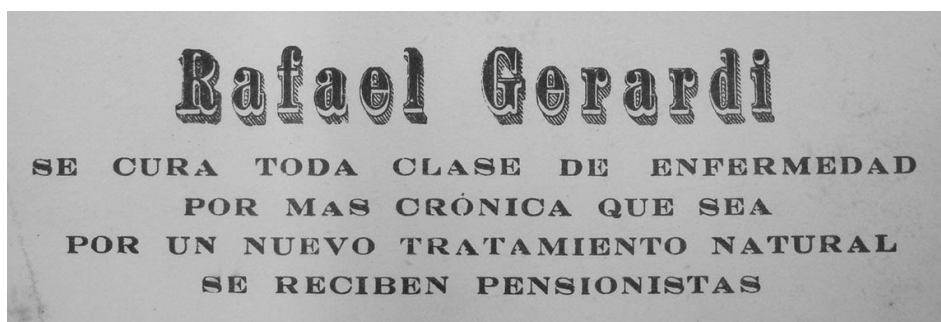 Rafael Gerardi
SE CURA TODA CLASE DE ENFERMEDAD
POR MAS CRÓNICA QUE SEA
POR UN NUEVO TRATAMIENTO NATURAL
SE RECIBEN PENSIONISTAS